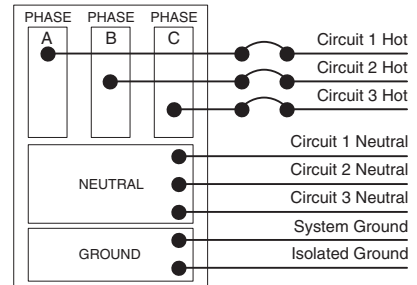 PHASE PHASE PHASE
A B C
Circuit 1 Hot
Circuit 2 Hot
Circuit 3 Hot
Circuit 1 Neutral
Circuit 2 Neutral
Circuit 3 Neutral
NEUTRAL
System Ground
Isolated Ground
GROUND